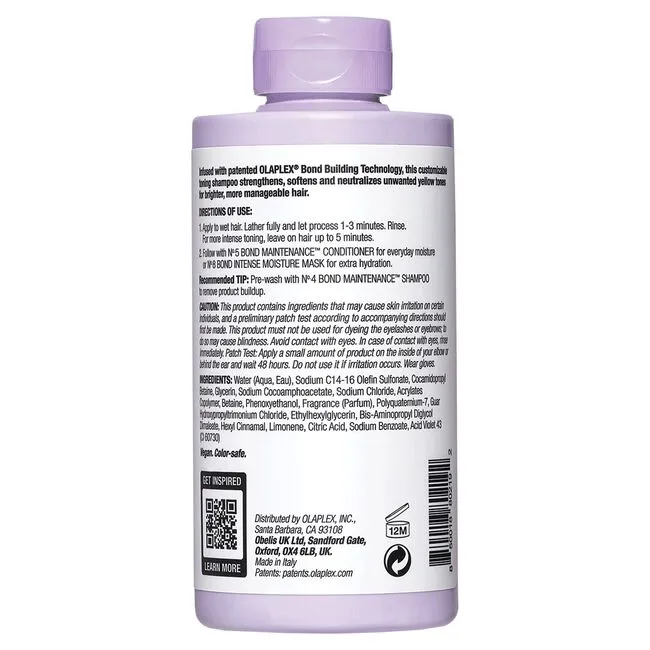 Infused with patented OLAPLEX® Bond Building Technology, this customizable
toning shampoo strengthens, softens and neutralizes unwanted yellow tones
for brighter, more manageable hair.
DIRECTIONS OF USE:
1. Apply to wet hair. Lather fully and let process 1-3 minutes. Rinse.
For more intense toning, leave on hair up to 5 minutes.
2. Follow with Nº5 BOND MAINTENANCE™ CONDITIONER for everyday moisture
or Nº8 BOND INTENSE MOISTURE MASK for extra hydration.
Recommended TIP: Pre-wash with Nº4 BOND MAINTENANCE™ SHAMPOO
to remove product buildup.
CAUTION: This product contains ingredients that may cause skin irritation on certain
individuals, and a preliminary patch test according to accompanying directions should
first be made. This product must not be used for dyeing the eyelashes or eyebrows; to
do so may cause blindness. Avoid contact with eyes. In case of contact with eyes, rinse
immediately. Patch Test: Apply a small amount of product on the inside of your elbow or
behind the ear and wait 48 hours. Do not use it if irritation occurs. Wear gloves.
INGREDIENTS: Water (Aqua, Eau), Sodium C14-16 Olefin Sulfonate, Cocamidopropyl
Betaine, Glycerin, Sodium Cocoamphoacetate, Sodium Chloride, Acrylates
Copolymer, Betaine, Phenoxyethanol, Fragrance (Parfum), Polyquaternium-7, Guar
Hydroxypropyltrimonium Chloride, Ethylhexylglycerin, Bis-Aminopropyl Diglycol
Dimaleate, Hexyl Cinnamal, Limonene, Citric Acid, Sodium Benzoate, Acid Violet 43
(CI 60730)
Vegan. Color-safe.
GET INSPIRED
LEARN MORE
Distributed by OLAPLEX, INC.,
Santa Barbara, CA 93108
Obelis UK Ltd, Sandford Gate,
Oxford, OX4 6LB, UK.
Made in Italy
Patents: patents.olaplex.com
12M
8 50018 80219 2